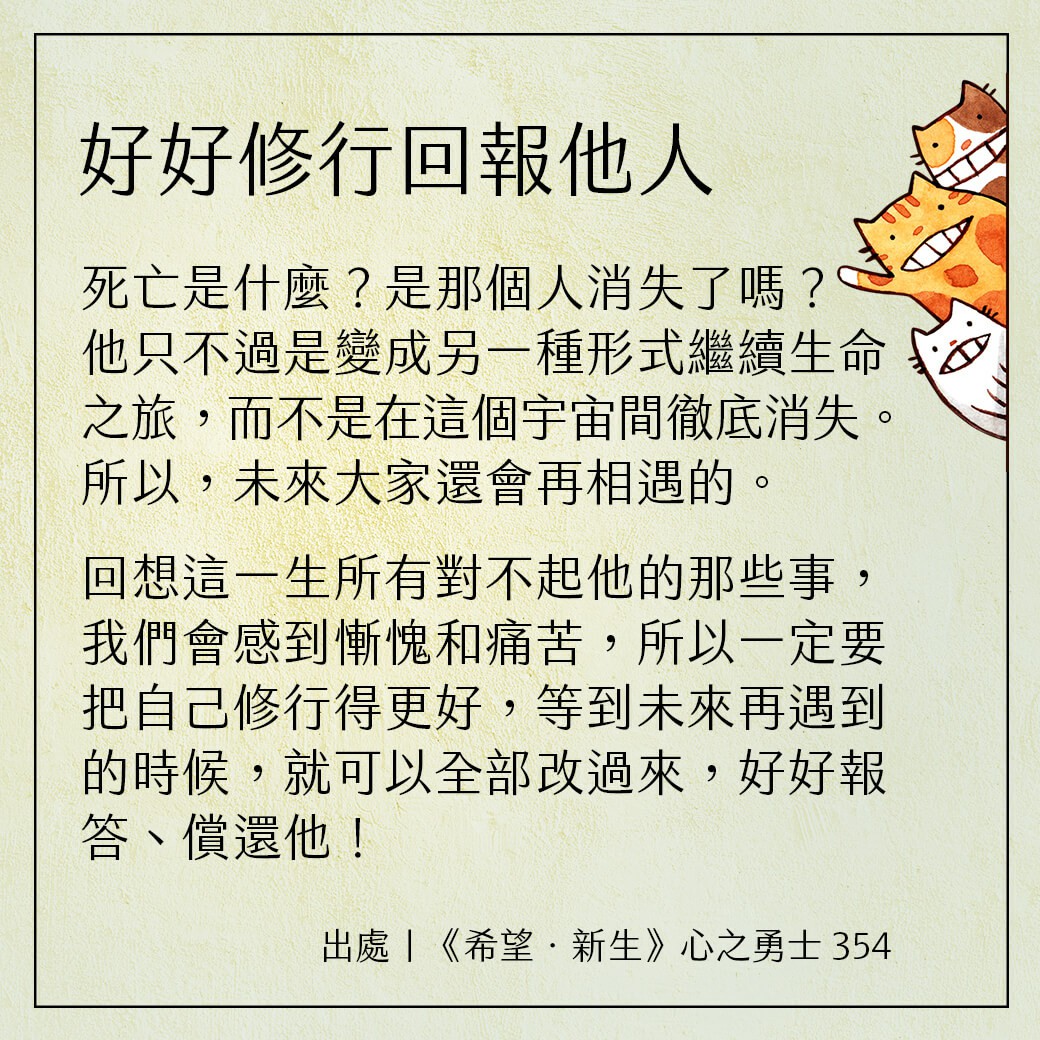 好好修行回報他人
死亡是什麼？是那個人消失了嗎？
他只不過是變成另一種形式繼續生命
之旅，而不是在這個宇宙間徹底消失。
所以，未來大家還會再相遇的。
回想這一生所有對不起他的那些事，
我們會感到慚愧和痛苦，所以一定要
把自己修行得更好，等到未來再遇到
的時候，就可以全部改過來，好好報
答、償還他！
出處｜《希望．新生》心之勇士 354